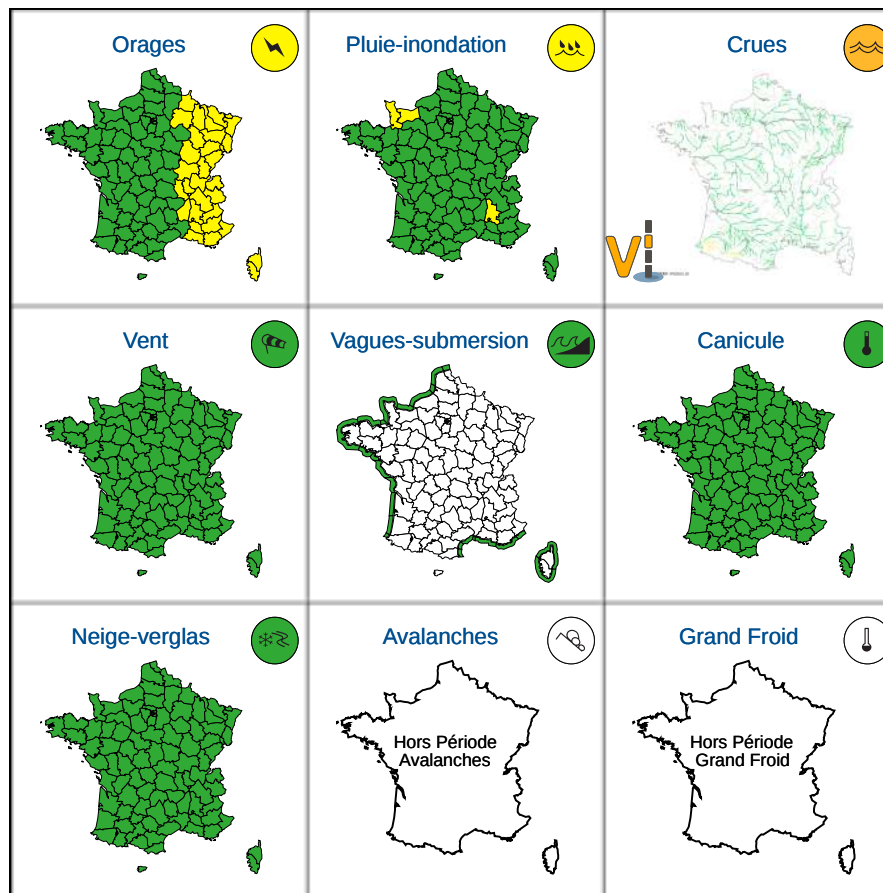 Orages
Pluie-inondation
Crues
Vi
Vent
Vagues-submersion
Canicule
Neige-verglas
Avalanches
Grand Froid
Hors Période
Avalanches
Hors Période
Grand Froid